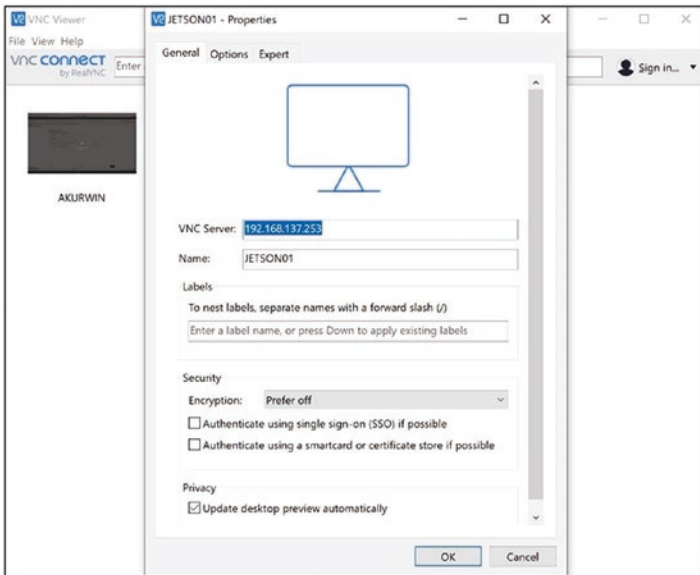 V2 VNC Viewer
File View Help
VNC CONNECT
by RealVNC
Enter
Sign in...
AKURWIN
V2 JETSON01 - Properties
General Options Expert
VNC Server: 192.168.137.253
Name: JETSON01
Labels
To nest labels, separate names with a forward slash (/)
Enter a label name, or press Down to apply existing labels
Security
Encryption: Prefer off
Authenticate using single sign-on (SSO) if possible
Authenticate using a smartcard or certificate store if possible
Privacy
Update desktop preview automatically
OK Cancel